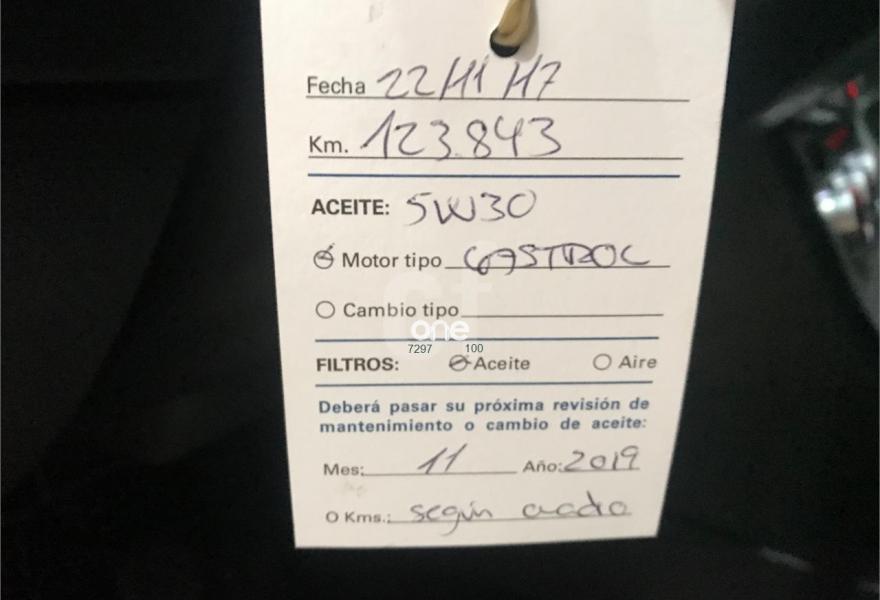 Fecha 22/11/17
Km. 123.843
ACEITE: 5W30
Motor tipo CASTROL
Cambio tipo
one
7297 100
FILTROS: Aceite Aire
Deberá pasar su próxima revisión de
mantenimiento o cambio de aceite:
Mes: 11 Año: 2019
O Kms.: según